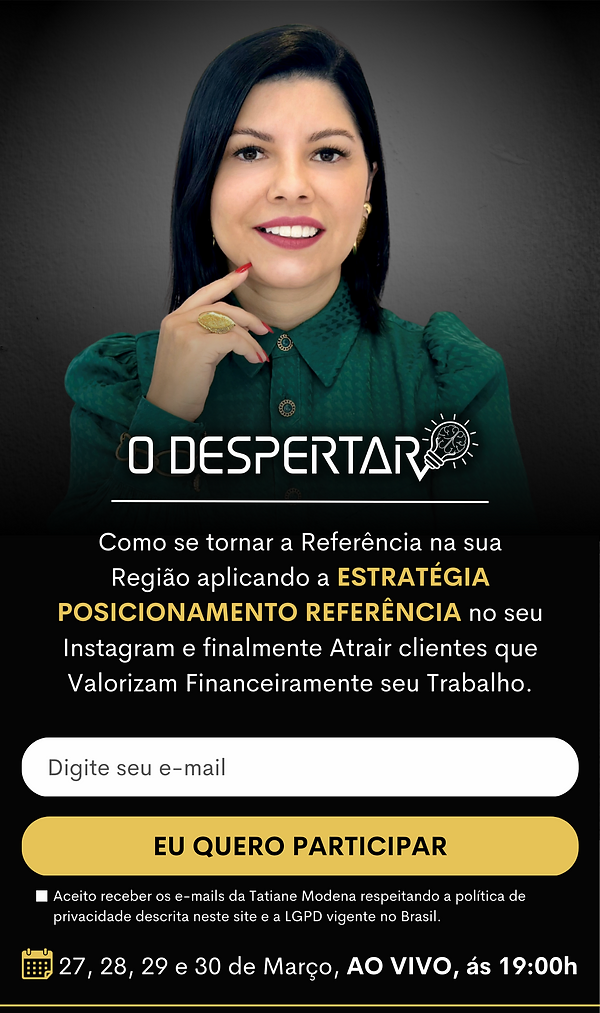 O DESPERTAR
Como se tornar a Referência na sua
Região aplicando a ESTRATÉGIA
POSICIONAMENTO REFERÊNCIA no seu
Instagram e finalmente Atrair clientes que
Valorizam Financeiramente seu Trabalho.
Digite seu e-mail
EU QUERO PARTICIPAR
Aceito receber os e-mails da Tatiane Modena respeitando a política de
privacidade descrita neste site e a LGPD vigente no Brasil.
27, 28, 29 e 30 de Março, AO VIVO, ás 19:00h